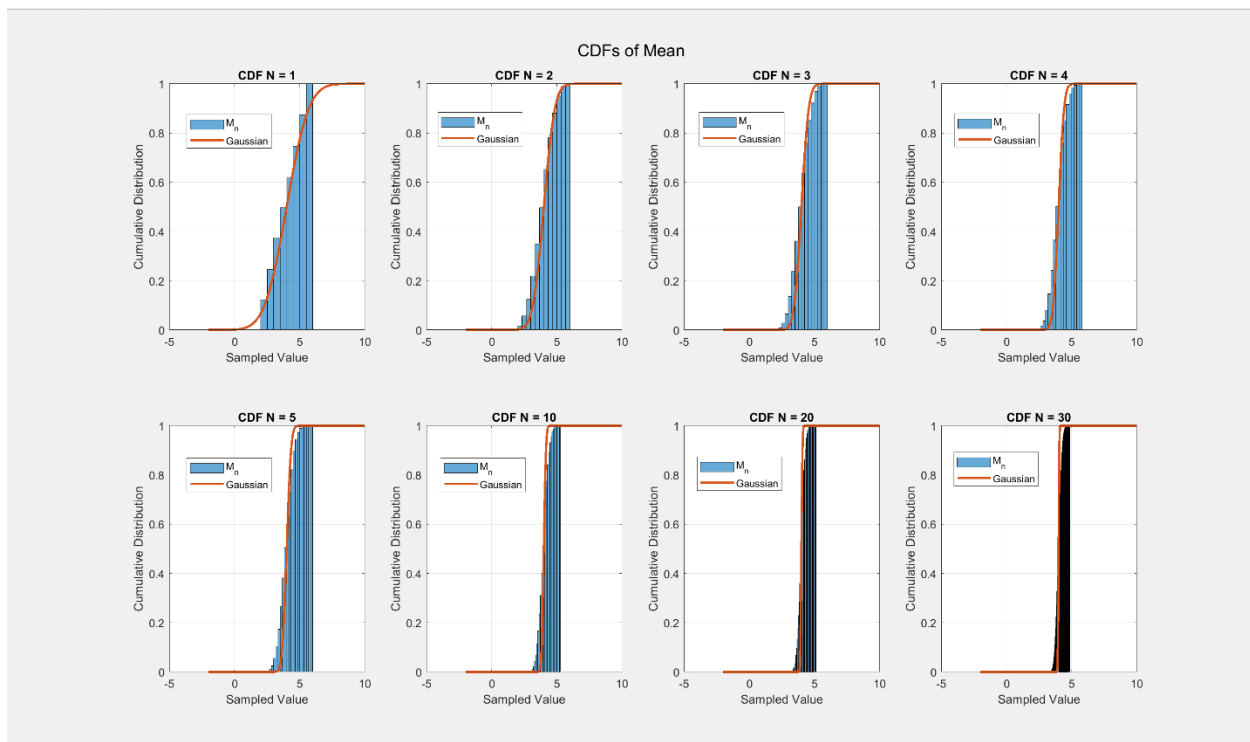 CDFs of Mean
CDF N = 1
1
0.8
0.6
0.4
0.2
0
Cumulative Distribution
M_n
Gaussian
-5 0 5 10
Sampled Value
CDF N = 2
1
0.8
0.6
0.4
0.2
0
Cumulative Distribution
M_n
Gaussian
-5 0 5 10
Sampled Value
CDF N = 3
1
0.8
0.6
0.4
0.2
0
Cumulative Distribution
M_n
Gaussian
-5 0 5 10
Sampled Value
CDF N = 4
1
0.8
0.6
0.4
0.2
0
Cumulative Distribution
M_n
Gaussian
-5 0 5 10
Sampled Value
CDF N = 5
1
0.8
0.6
0.4
0.2
0
Cumulative Distribution
M_n
Gaussian
-5 0 5 10
Sampled Value
CDF N = 10
1
0.8
0.6
0.4
0.2
0
Cumulative Distribution
M_n
Gaussian
-5 0 5 10
Sampled Value
CDF N = 20
1
0.8
0.6
0.4
0.2
0
Cumulative Distribution
M_n
Gaussian
-5 0 5 10
Sampled Value
CDF N = 30
1
0.8
0.6
0.4
0.2
0
Cumulative Distribution
M_n
Gaussian
-5 0 5 10
Sampled Value